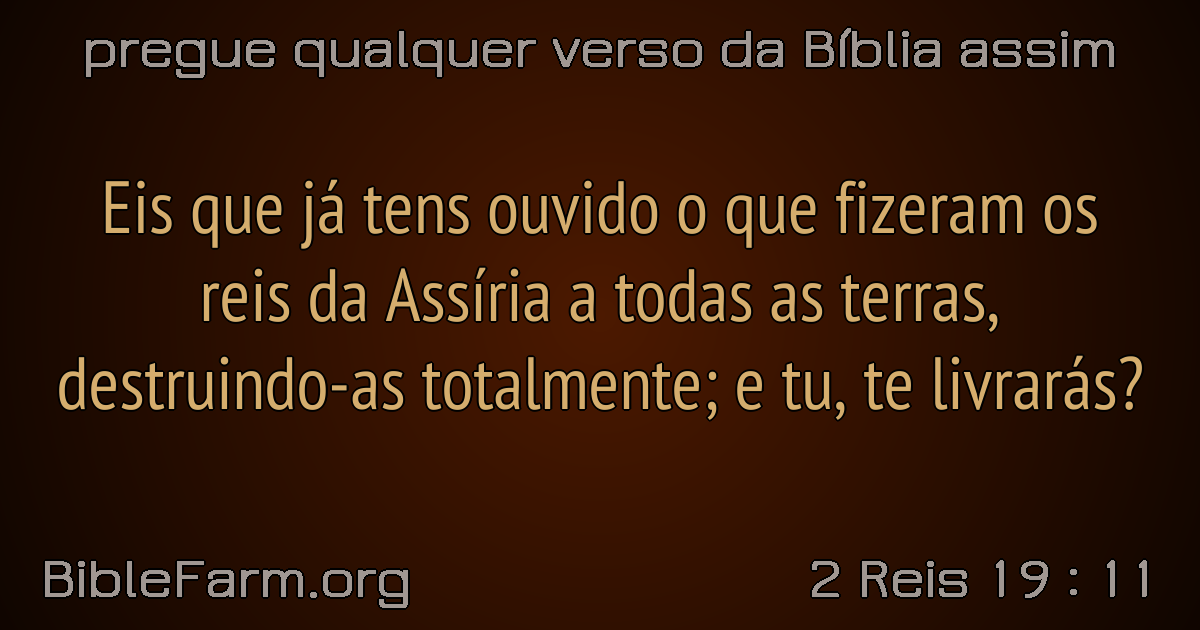 pregue qualquer verso da Bíblia assim
Eis que já tens ouvido o que fizeram os
reis da Assíria a todas as terras,
destruindo-as totalmente; e tu, te livrarás?
BibleFarm.org
2 Reis 19 : 11